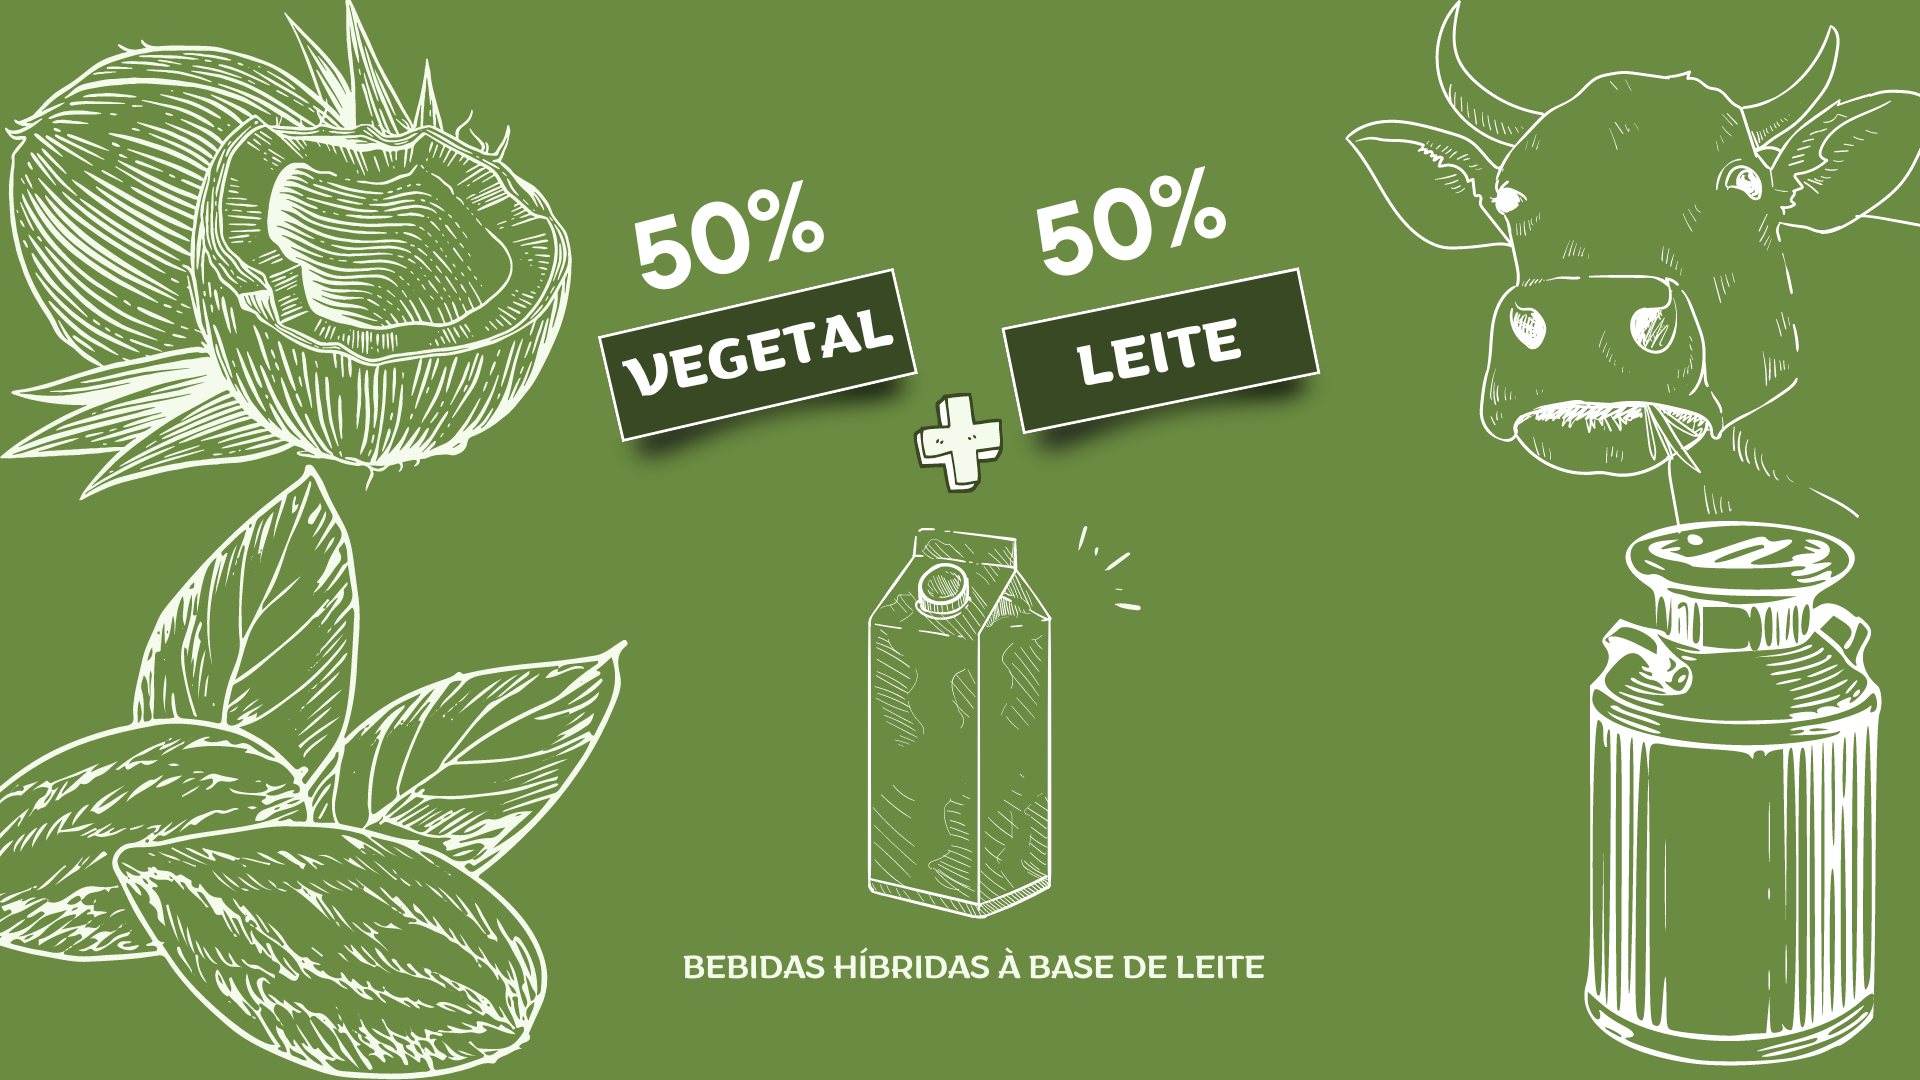 50%
VEGETAL
50%
LEITE
BEBIDAS HÍBRIDAS À BASE DE LEITE